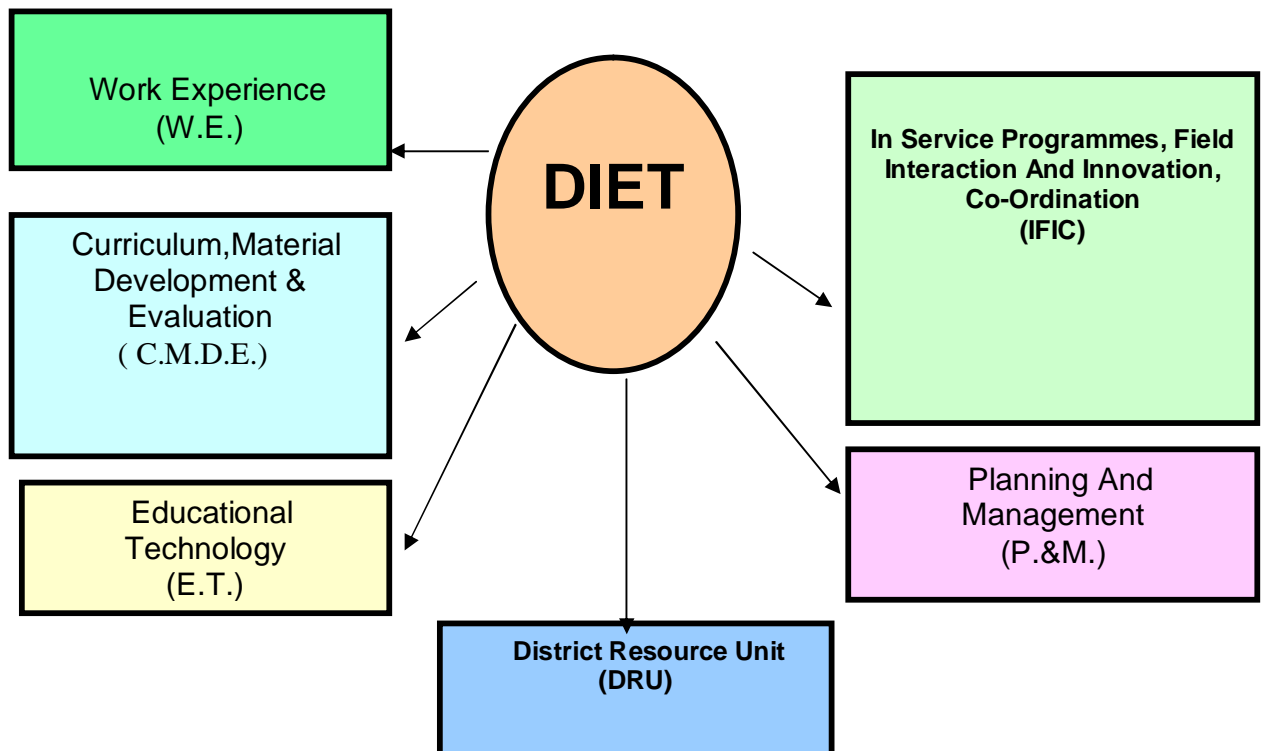 DIET
Work Experience
(W.E.)
Curriculum,Material
Development &
Evaluation
( C.M.D.E.)
Educational
Technology
(E.T.)
District Resource Unit
(DRU)
In Service Programmes, Field
Interaction And Innovation,
Co-Ordination
(IFIC)
Planning And
Management
(P.&M.)